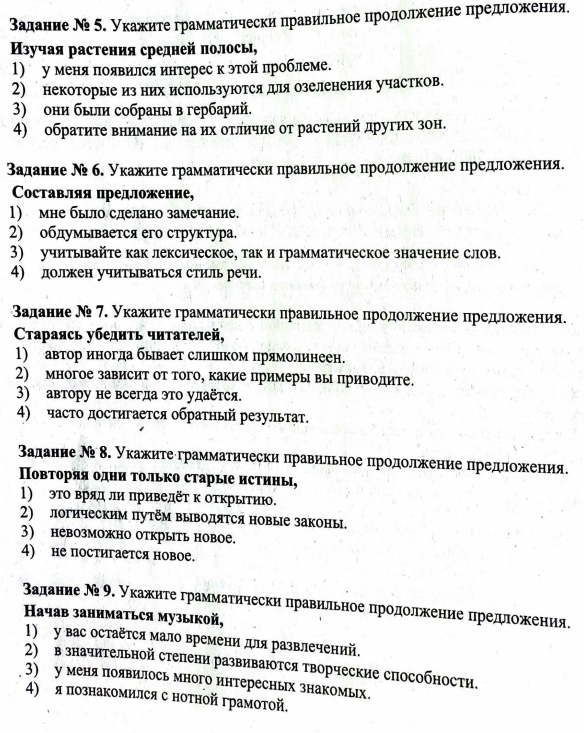 Задание № 5. Укажите грамматически правильное продолжение предложения.
Изучая растения средней полосы,
1) у меня появился интерес к этой проблеме.
2) некоторые из них используются для озеленения участков.
3) они были собраны в гербарий.
4) обратите внимание на их отличие от растений других зон.
Задание № 6. Укажите грамматически правильное продолжение предложения.
Составляя предложение,
1) мне было сделано замечание.
2) обдумывается его структура.
3) учитывайте как лексическое, так и грамматическое значение слов.
4) должен учитываться стиль речи.
Задание № 7. Укажите грамматически правильное продолжение предложения.
Стараясь убедить читателей,
1) автор иногда бывает слишком прямолинеен.
2) многое зависит от того, какие примеры вы приводите.
3) автору не всегда это удаётся.
4) часто достигается обратный результат.
Задание № 8. Укажите грамматически правильное продолжение предложения.
Повторяя одни только старые истины,
1) это вряд ли приведёт к открытию.
2) логическим путём выводятся новые законы.
3) невозможно открыть новое.
4) не постигается новое.
Задание № 9. Укажите грамматически правильное продолжение предложения.
Начав заниматься музыкой,
1) у вас остаётся мало времени для развлечений.
2) в значительной степени развиваются творческие способности.
3) у меня появилось много интересных знакомых.
4) я познакомился с нотной грамотой.